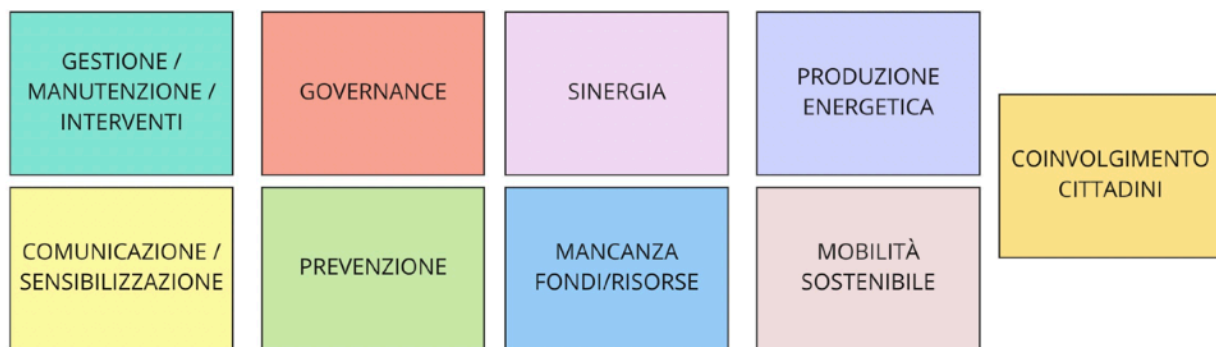 GESTIONE /
MANUTENZIONE /
INTERVENTI
GOVERNANCE
SINERGIA
PRODUZIONE
ENERGETICA
COINVOLGIMENTO
CITTADINI
COMUNICAZIONE /
SENSIBILIZZAZIONE
PREVENZIONE
MANCANZA
FONDI/RISORSE
MOBILITÀ
SOSTENIBILE